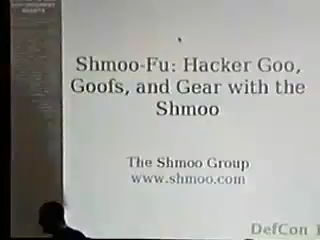 Shmoo-Fu: Hacker Goo,
Goofs, and Gear with the
Shmoo
The Shmoo Group
www.shmoo.com
DefCon